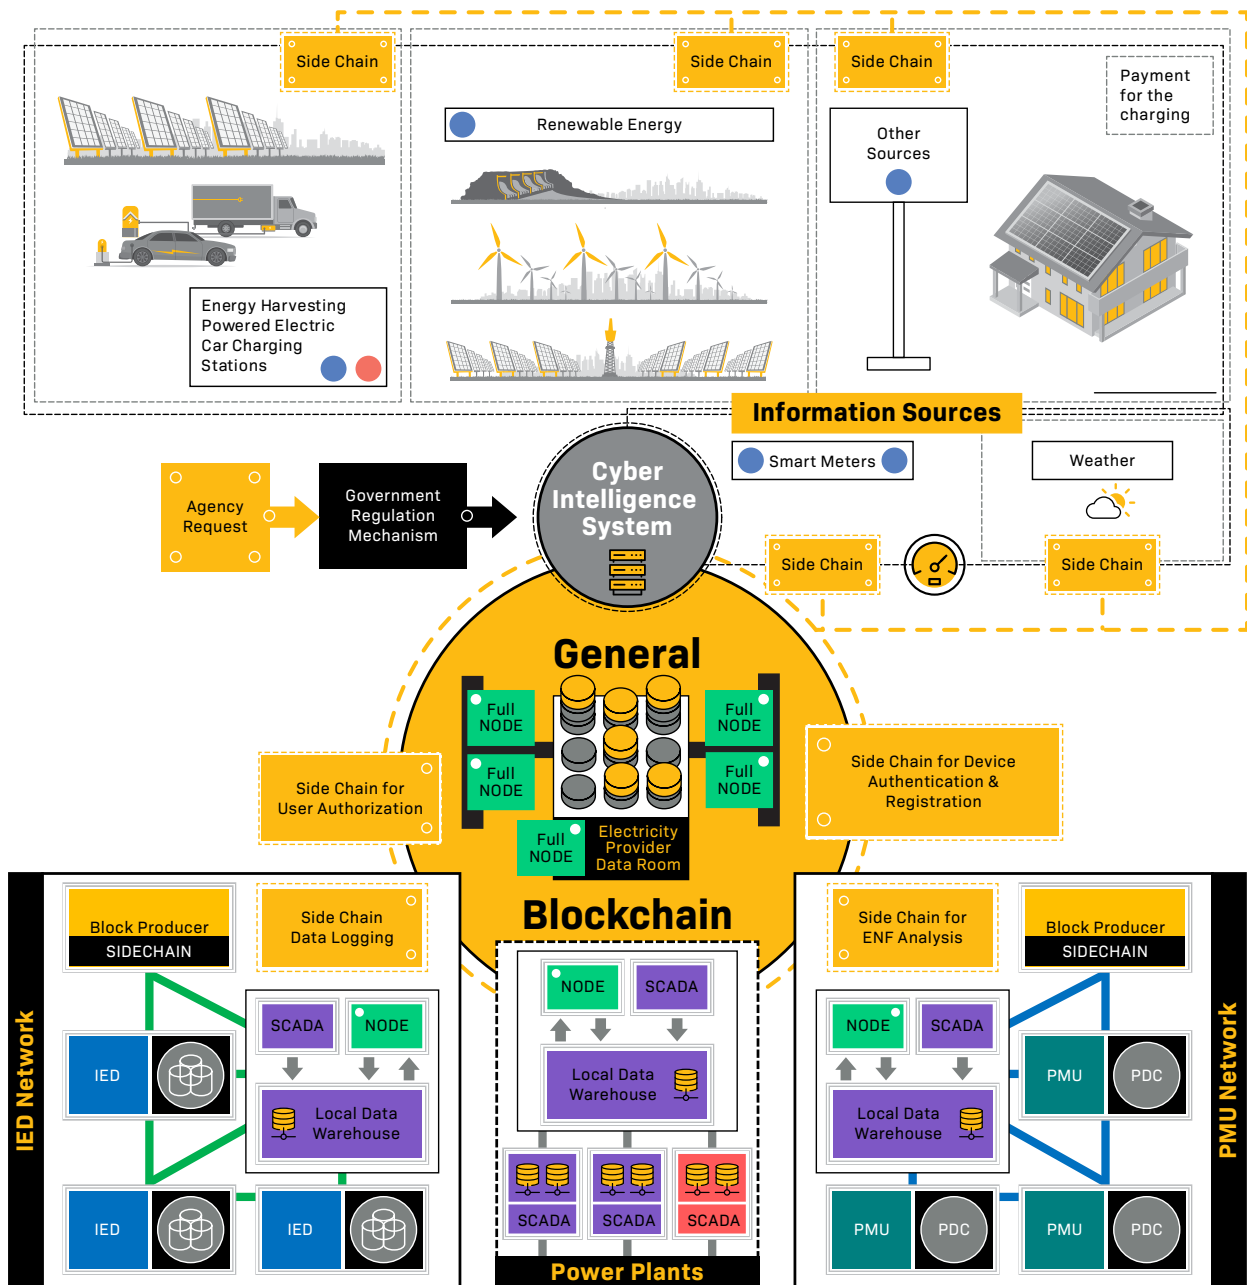 Side Chain
Side Chain
Side Chain
Payment
for the
charging
Renewable Energy
Other
Sources
Energy Harvesting
Powered Electric
Car Charging
Stations
Information Sources
Smart Meters
Weather
Agency
Request
Government
Regulation
Mechanism
Cyber
Intelligence
System
Side Chain
Side Chain
General
Full
NODE
Full
NODE
Full
NODE
Full
NODE
Full
NODE
Electricity
Provider
Data Room
Side Chain for
User Authorization
Side Chain for Device
Authentication &
Registration
Blockchain
IED Network
Block Producer
SIDECHAIN
Side Chain
Data Logging
SCADA
NODE
IED
Local Data
Warehouse
IED
IED
NODE
SCADA
Local Data
Warehouse
SCADA
SCADA
SCADA
Power Plants
Side Chain for
ENF Analysis
Block Producer
SIDECHAIN
NODE
SCADA
Local Data
Warehouse
PMU
PDC
PMU
PDC
PMU
PDC
PMU Network